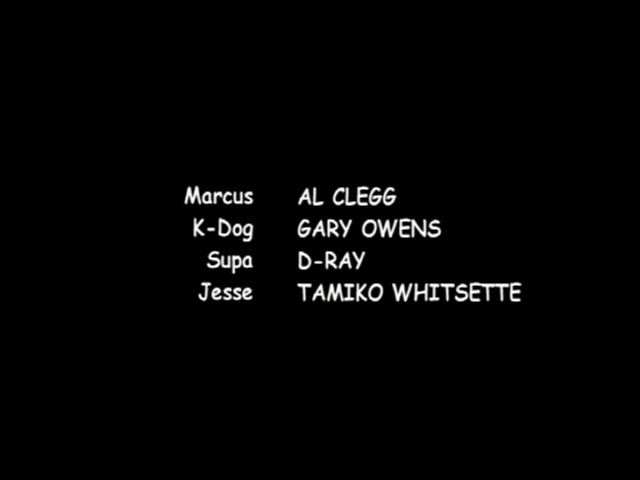 Marcus AL CLEGG
K-Dog GARY OWENS
Supa D-RAY
Jesse TAMIKO WHITSETTE